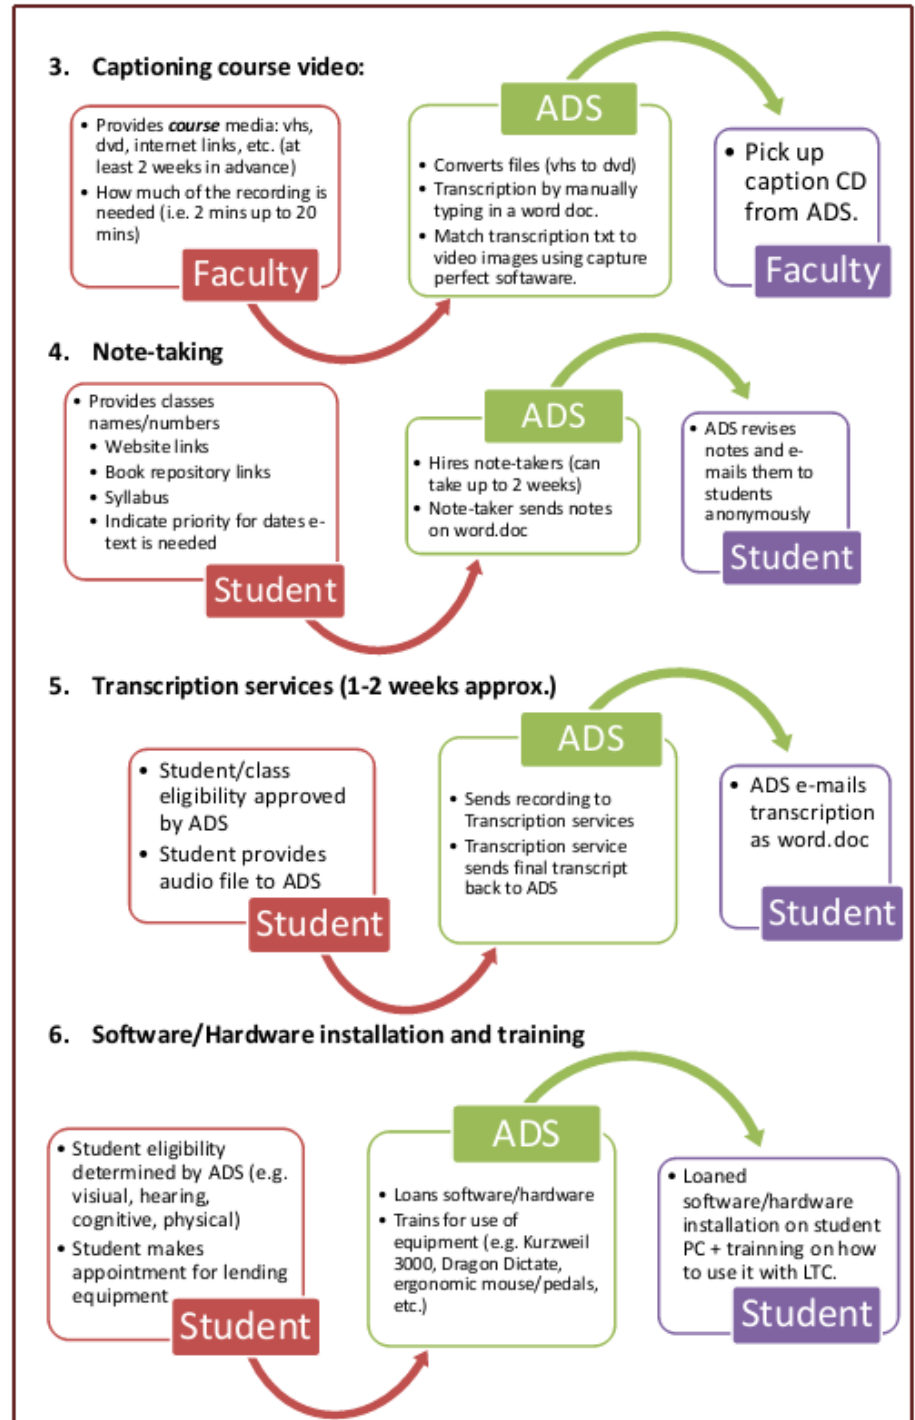 3. Captioning course video:
• Provides course media: vhs,
dvd, internet links, etc. (at
least 2 weeks in advance)
• How much of the recording is
needed (i.e. 2 mins up to 20
mins)
Faculty
ADS
• Converts files (vhs to dvd)
• Transcription by manually
typing in a word doc.
• Match transcription txt to
video images using capture
perfect softaware.
• Pick up
caption CD
from ADS.
Faculty
4. Note-taking
• Provides classes
names/numbers
• Website links
• Book repository links
• Syllabus
• Indicate priority for dates e-
text is needed
Student
ADS
• Hires note-takers (can
take up to 2 weeks)
• Note-taker sends notes
on word.doc
• ADS revises
notes and e-
mails them to
students
anonymously
Student
5. Transcription services (1-2 weeks approx.)
• Student/class
eligibility approved
by ADS
• Student provides
audio file to ADS
Student
ADS
• Sends recording to
Transcription services
• Transcription service
sends final transcript
back to ADS
• ADS e-mails
transcription
as word.doc
Student
6. Software/Hardware installation and training
• Student eligibility
determined by ADS (e.g.
visiual, hearing,
cognitive, physical)
• Student makes
appointment for lending
equipment
Student
ADS
• Loans software/hardware
• Trains for use of
equipment (e.g. Kurzweil
3000, Dragon Dictate,
ergonomic mouse/pedals,
etc.)
• Loaned
software/hardware
installation on student
PC + trainning on how
to use it with LTC.
Student